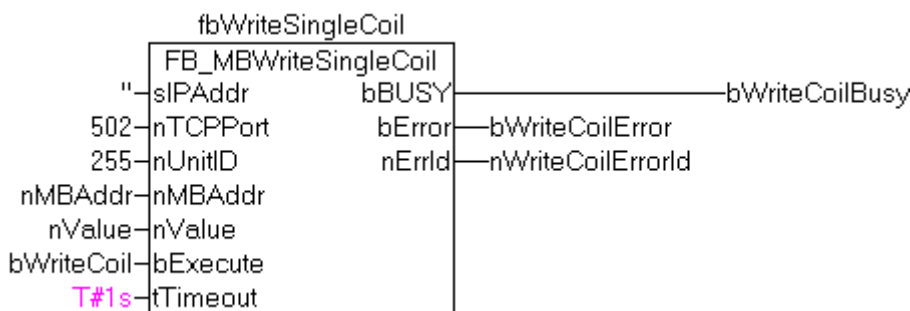 fbWriteSingleCoil
FB_MBWriteSingleCoil
'' sIPAddr bBUSY bWriteCoilBusy
502 nTCPPort bError bWriteCoilError
255 nUnitID nErrId nWriteCoilErrorId
nMBAddr nMBAddr
nValue nValue
bWriteCoil bExecute
T#1s tTimeout